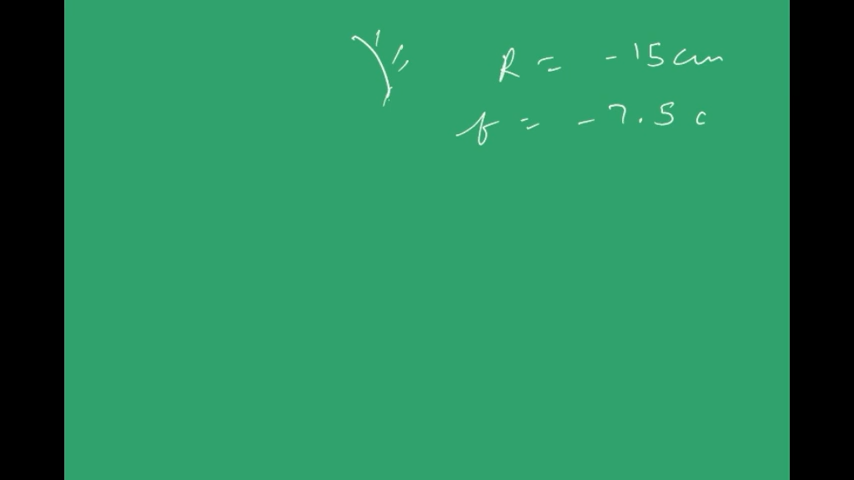 R = -15 cm
f = -7.5 c